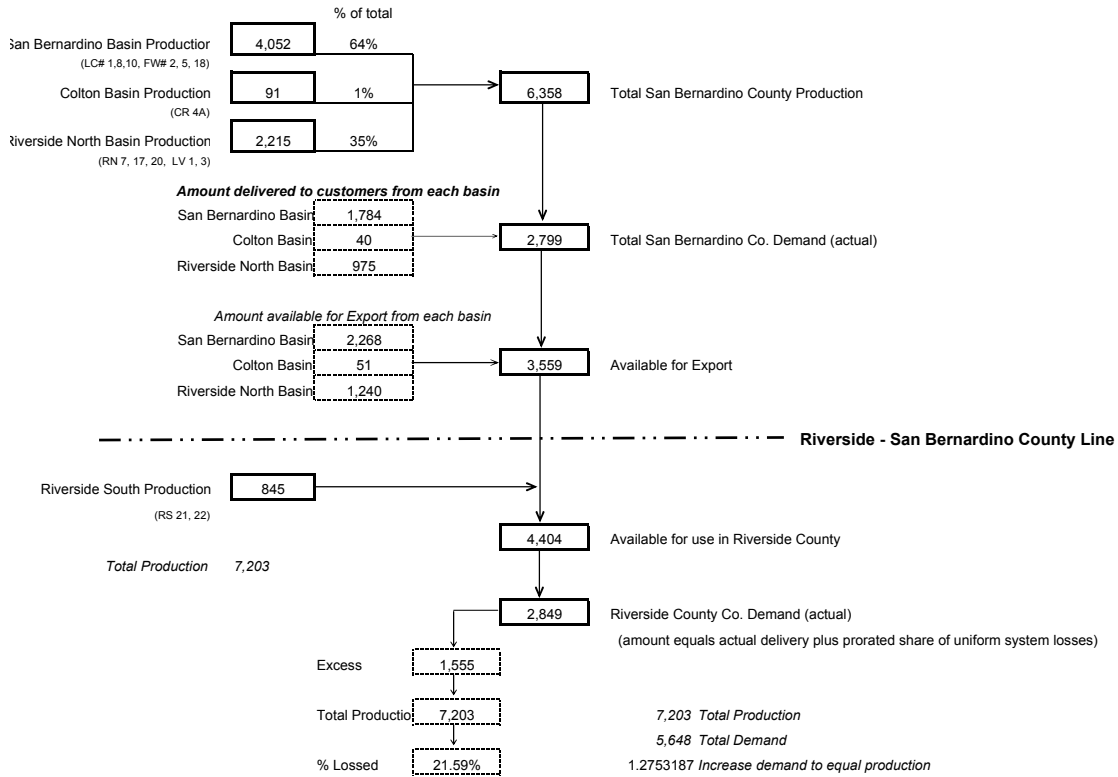 % of total
San Bernardino Basin Production 4,052 64%
(LC# 1,8,10, FW# 2, 5, 18)
Colton Basin Production 91 1% 6,358 Total San Bernardino County Production
(CR 4A)
Riverside North Basin Production 2,215 35%
(RN 7, 17, 20, LV 1, 3)
Amount delivered to customers from each basin
San Bernardino Basin 1,784
Colton Basin 40 2,799 Total San Bernardino Co. Demand (actual)
Riverside North Basin 975
Amount available for Export from each basin
San Bernardino Basin 2,268
Colton Basin 51 3,559 Available for Export
Riverside North Basin 1,240
Riverside - San Bernardino County Line
Riverside South Production 845
(RS 21, 22)
4,404 Available for use in Riverside County
Total Production 7,203
2,849 Riverside County Co. Demand (actual)
(amount equals actual delivery plus prorated share of uniform system losses)
Excess 1,555
Total Productio 7,203 7,203 Total Production
5,648 Total Demand
% Lossed 21.59% 1.2753187 Increase demand to equal production